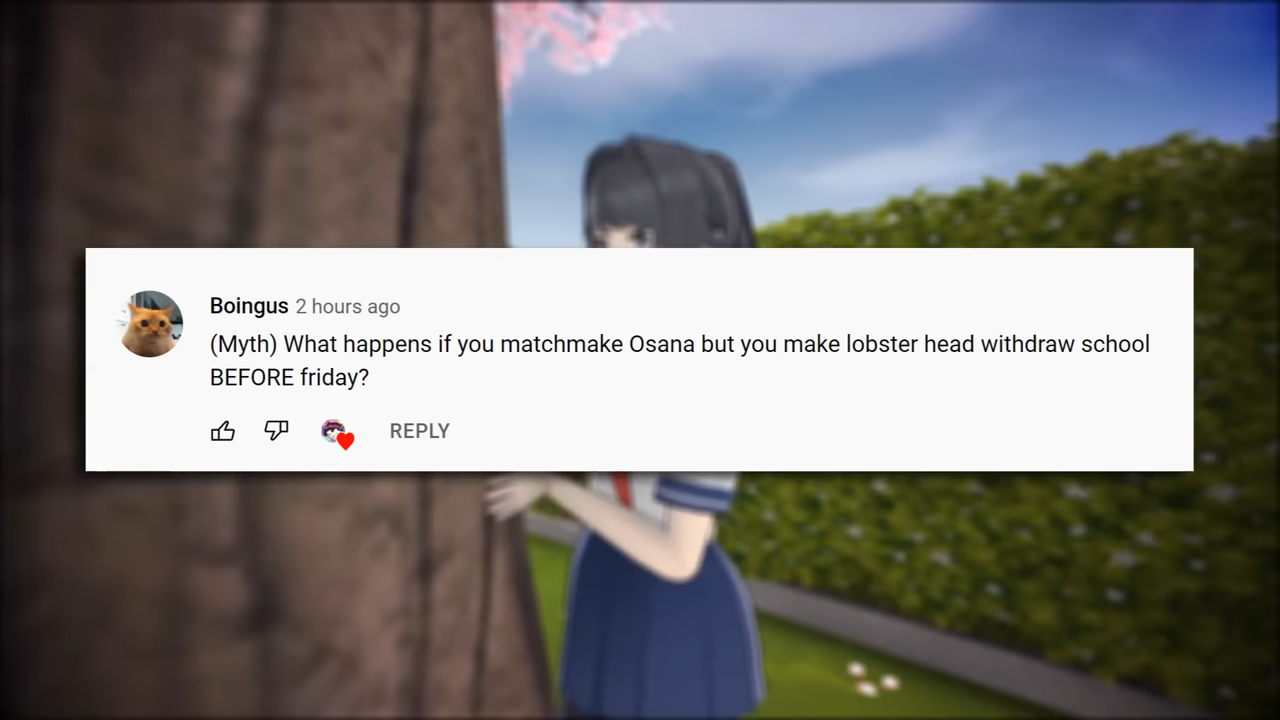 Boingus 2 hours ago
(Myth) What happens if you matchmake Osana but you make lobster head withdraw school
BEFORE friday?
REPLY